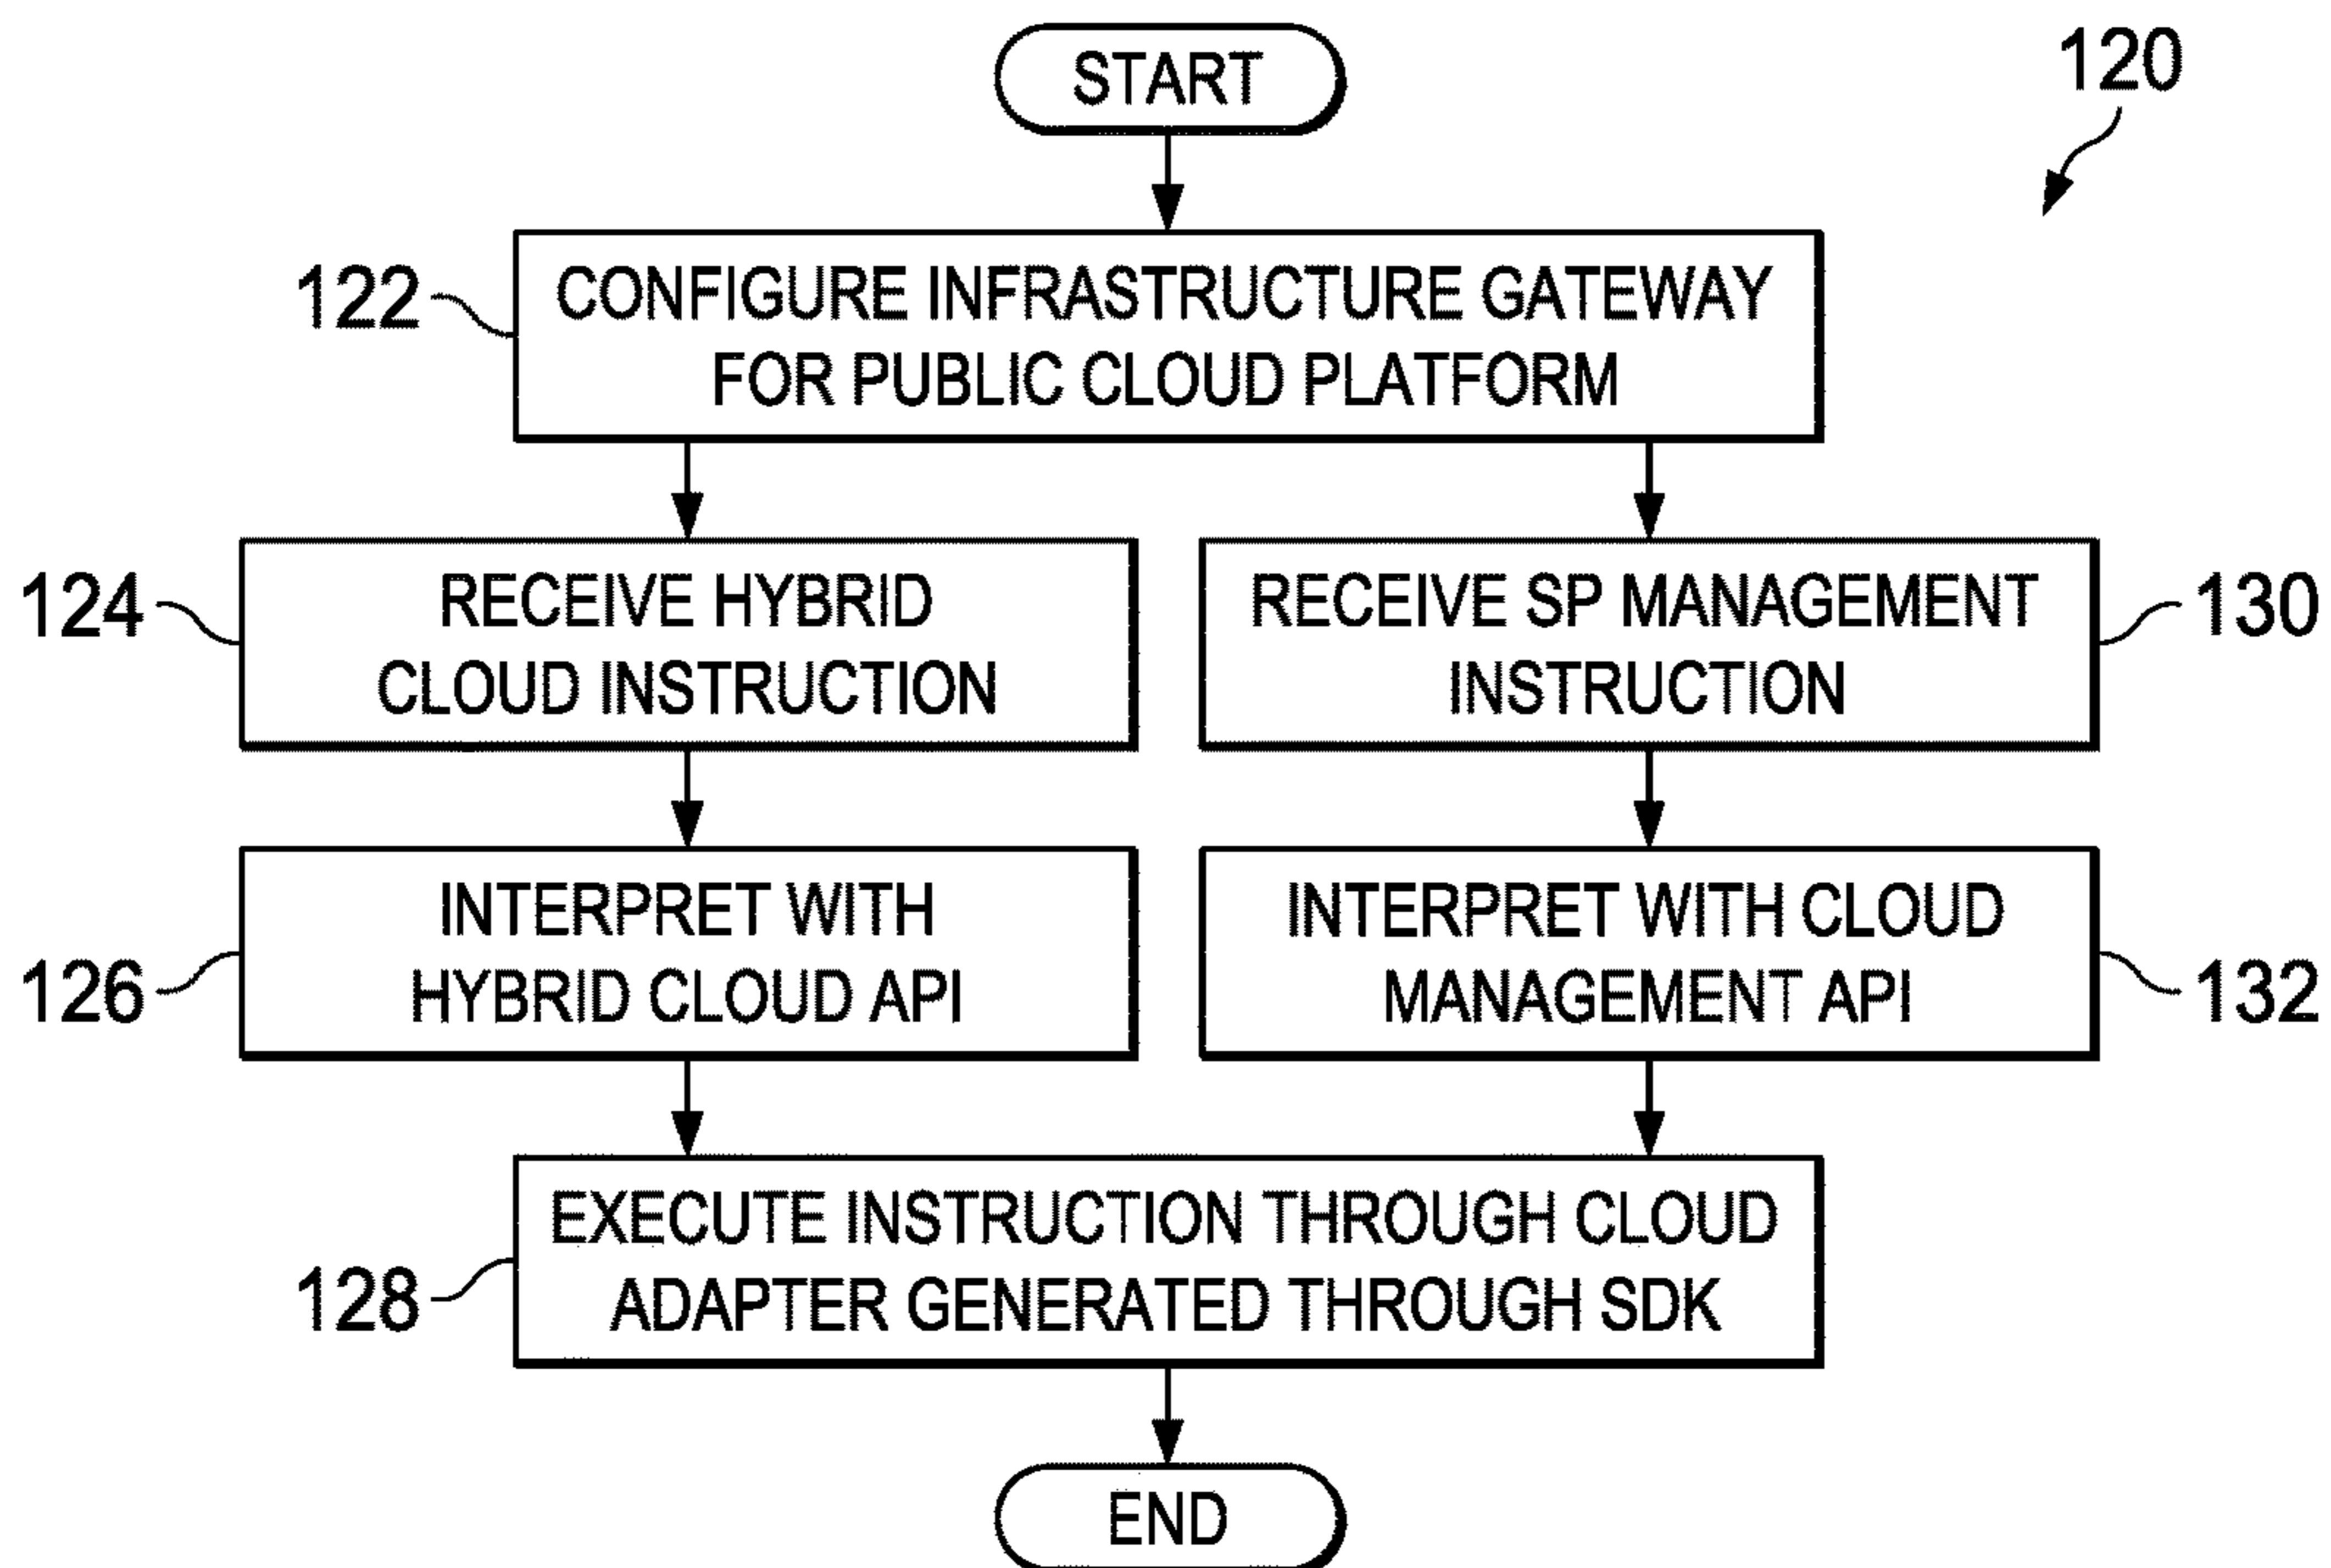 START
120
122
CONFIGURE INFRASTRUCTURE GATEWAY
FOR PUBLIC CLOUD PLATFORM
124
RECEIVE HYBRID
CLOUD INSTRUCTION
RECEIVE SP MANAGEMENT
INSTRUCTION
130
126
INTERPRET WITH
HYBRID CLOUD API
INTERPRET WITH CLOUD
MANAGEMENT API
132
128
EXECUTE INSTRUCTION THROUGH CLOUD
ADAPTER GENERATED THROUGH SDK
END